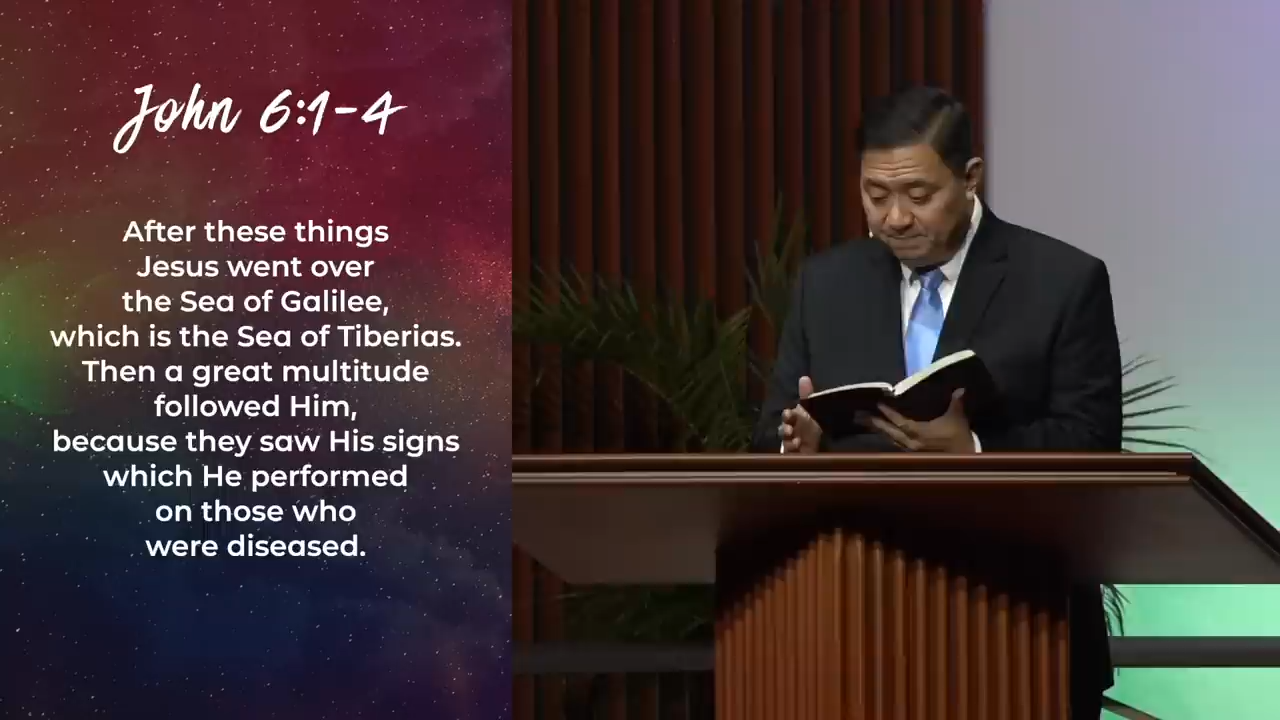 John 6:1-4
After these things
Jesus went over
the Sea of Galilee,
which is the Sea of Tiberias.
Then a great multitude
followed Him,
because they saw His signs
which He performed
on those who
were diseased.